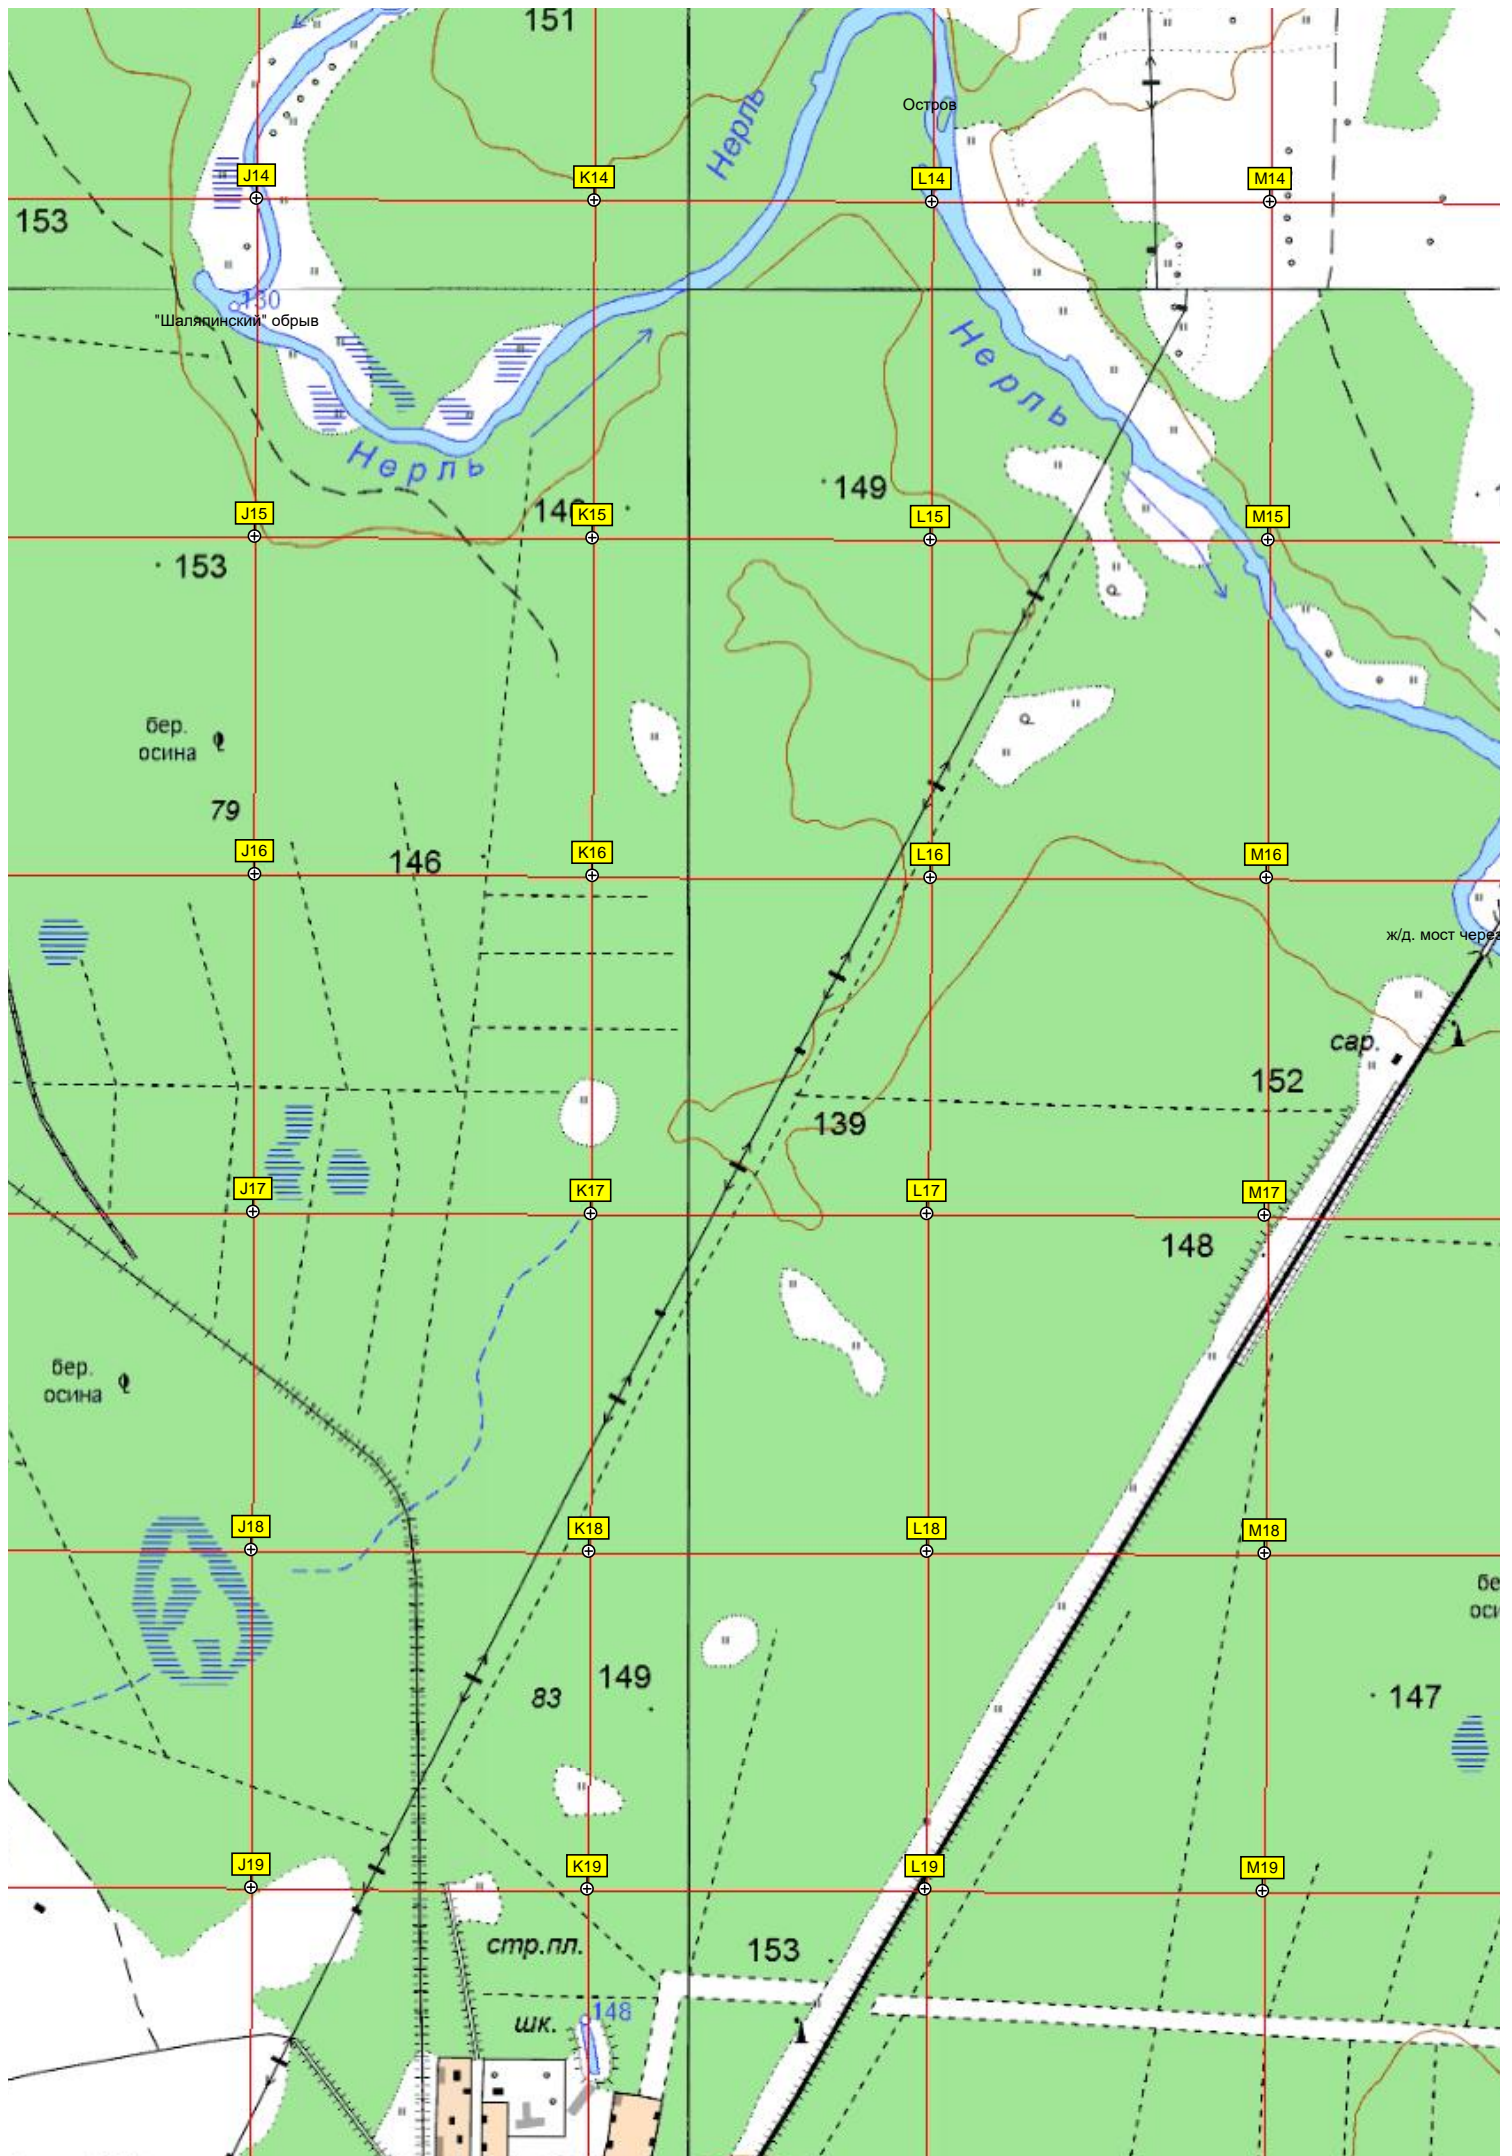 151
Нерль
Остров
J14
K14
L14
M14
153
130
"Шаляпинский" обрыв
Нерль
Нерль
149
J15
K15
L15
M15
153
бер.
осина
79
J16
146
K16
L16
M16
ж/д. мост через
сар.
152
139
J17
K17
L17
M17
148
бер.
осина
J18
K18
L18
M18
149
83
147
J19
K19
L19
M19
стр.пл.
153
шк.
148